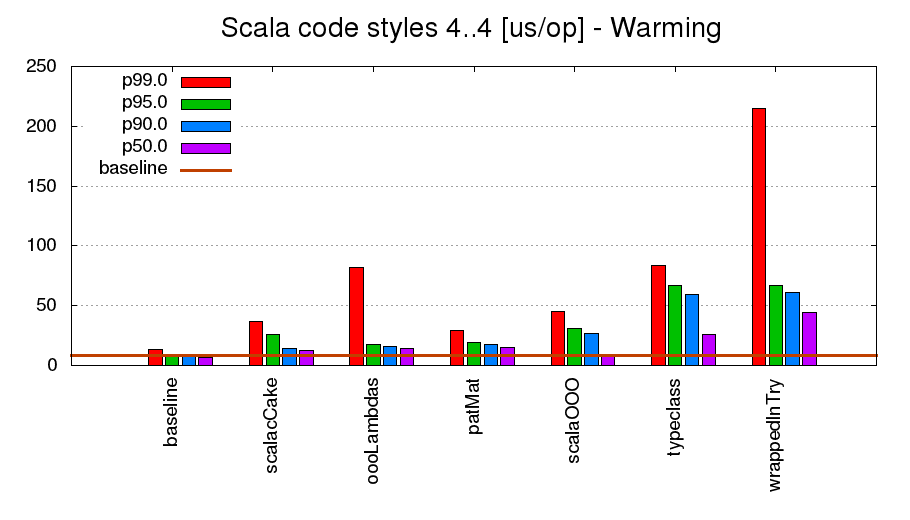 Scala code styles 4..4 [us/op] - Warming
250
200
150
100
50
0
p99.0
p95.0
p90.0
p50.0
baseline
baseline
scalacCake
oooLambdas
patMat
scalaOOO
typeclass
wrappedInTry